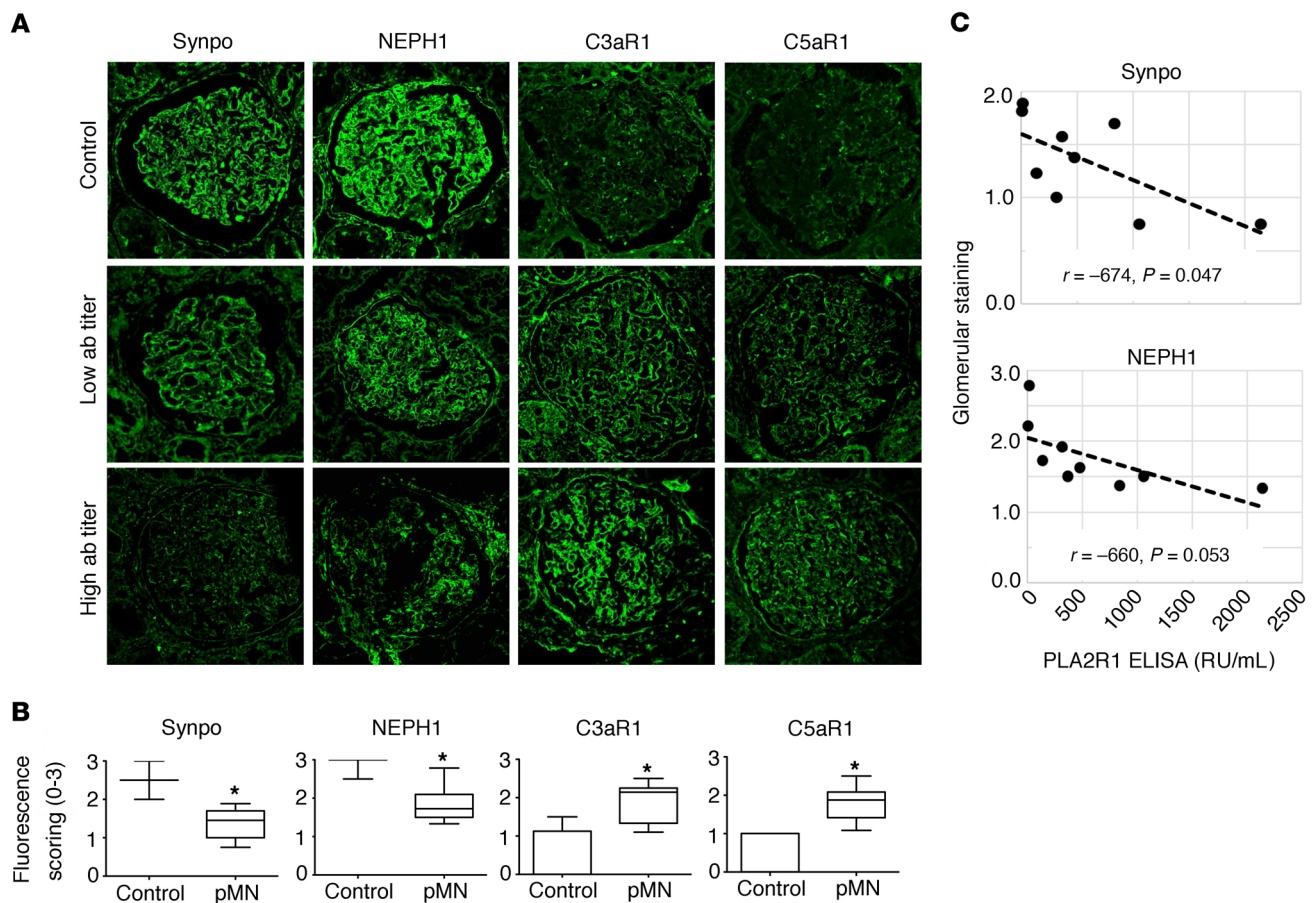 A
Synpo NEPH1 C3aR1 C5aR1
Control
Low ab titer
High ab titer
B
Synpo NEPH1 C3aR1 C5aR1
Fluorescence
scoring (0-3)
3 3 3 3
2 2 2 2
1 1 1 1
0 0 0 0
* * * *
Control pMN Control pMN Control pMN Control pMN
C
Glomerular staining
Synpo
2.0
1.0
0.0
r = –674, P = 0.047
NEPH1
3.0
2.0
1.0
0.0
r = –660, P = 0.053
0 500 1000 1500 2000 2500
PLA2R1 ELISA (RU/mL)